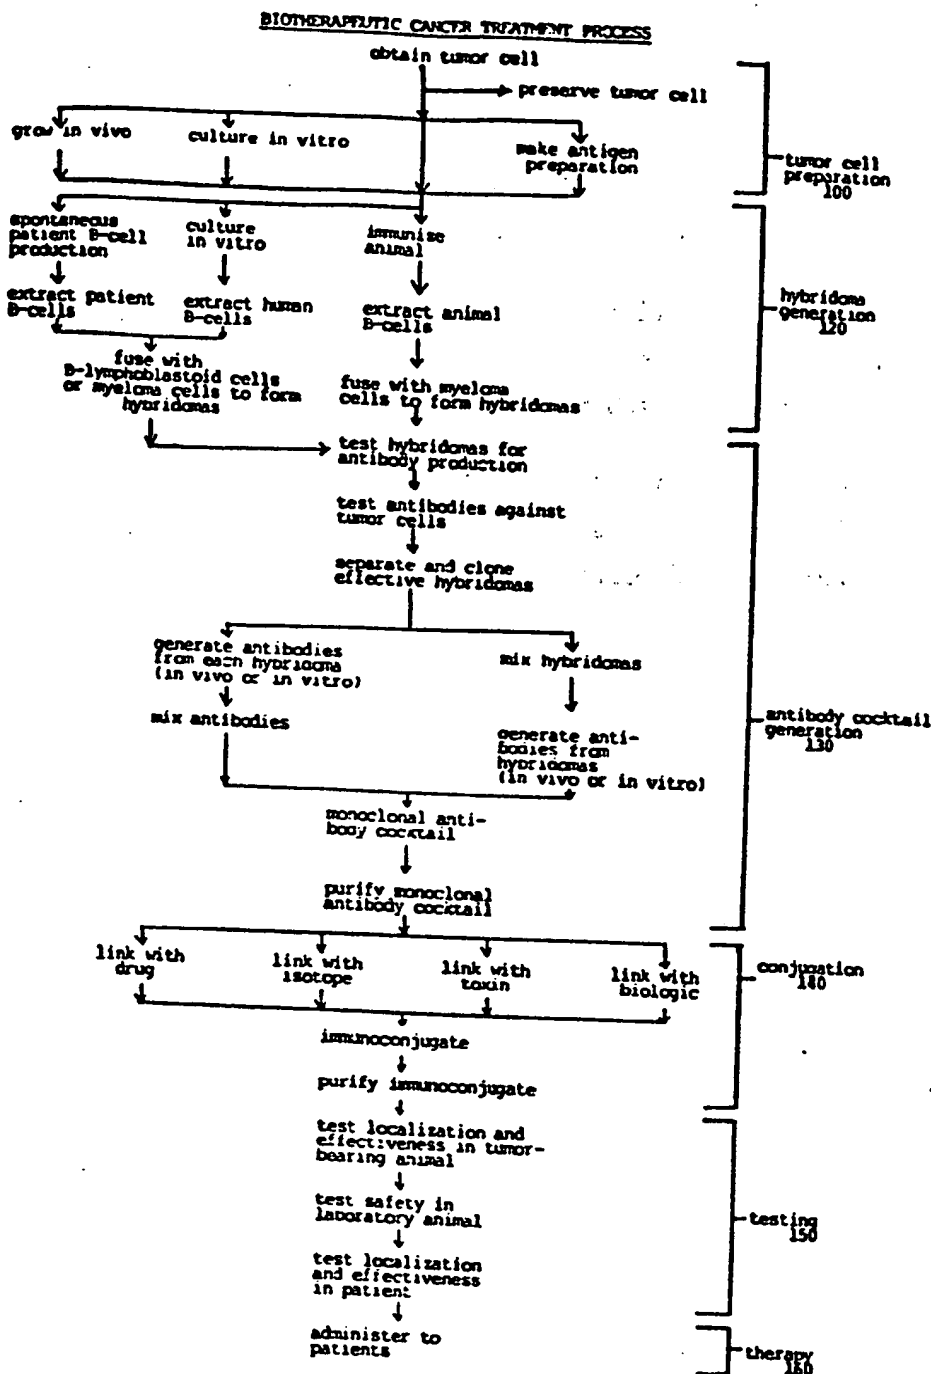 BIOTHERAPEUTIC CANCER TREATMENT PROCESS
obtain tumor cell
preserve tumor cell
grow in vivo
culture in vitro
make antigen
preparation
tumor cell
preparation
100
spontaneous
patient B-cell
production
culture
in vitro
immunise
animal
extract patient
B-cells
extract human
B-cells
extract animal
B-cells
hybridoma
generation
120
fuse with
B-lymphoblastoid cells
or myeloma cells to form
hybridomas
fuse with myeloma
cells to form hybridomas
test hybridomas for
antibody production
test antibodies against
tumor cells
separate and clone
effective hybridomas
generate antibodies
from each hybridoma
(in vivo or in vitro)
mix hybridomas
mix antibodies
generate anti-
bodies from
hybridomas
(in vivo or in vitro)
antibody cocktail
generation
130
monoclonal anti-
body cocktail
purify monoclonal
antibody cocktail
link with
drug
link with
isotope
link with
toxin
link with
biologic
conjugation
140
immunoconjugate
purify immunoconjugate
test localization and
effectiveness in tumor-
bearing animal
test safety in
laboratory animal
test localization
and effectiveness
in patient
testing
150
administer to
patients
therapy
160